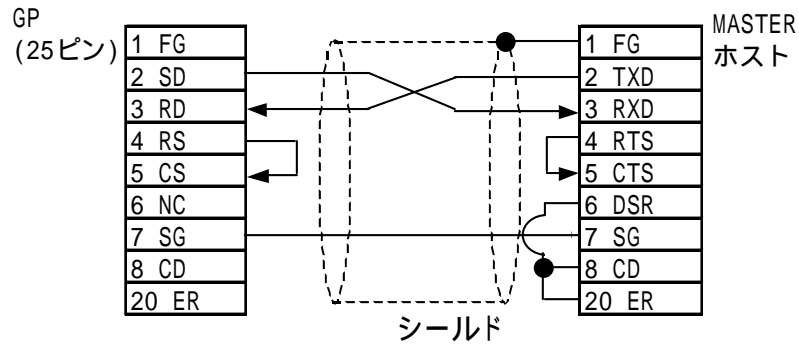 GP
(25ピン)
1 FG
2 SD
3 RD
4 RS
5 CS
6 NC
7 SG
8 CD
20 ER
シールド
MASTER
ホスト
1 FG
2 TXD
3 RXD
4 RTS
5 CTS
6 DSR
7 SG
8 CD
20 ER